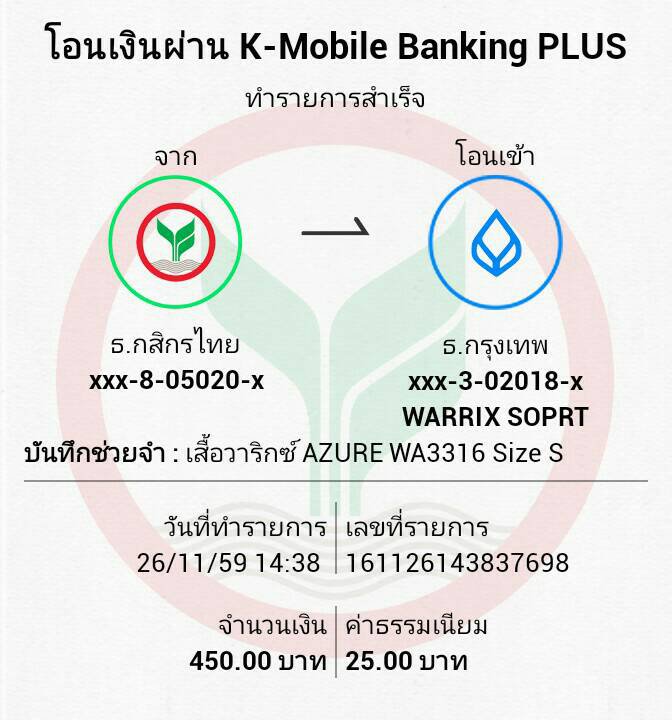 โอนเงินผ่าน K-Mobile Banking PLUS
ทำรายการสำเร็จ
จาก
โอนเข้า
ธ.กสิกรไทย
xxx-8-05020-x
ธ.กรุงเทพ
xxx-3-02018-x
WARRIX SOPRT
บันทึกช่วยจำ : เสื้อวาริกซ์ AZURE WA3316 Size S
วันที่ทำรายการ
26/11/59 14:38
เลขที่รายการ
161126143837698
จำนวนเงิน
450.00 บาท
ค่าธรรมเนียม
25.00 บาท